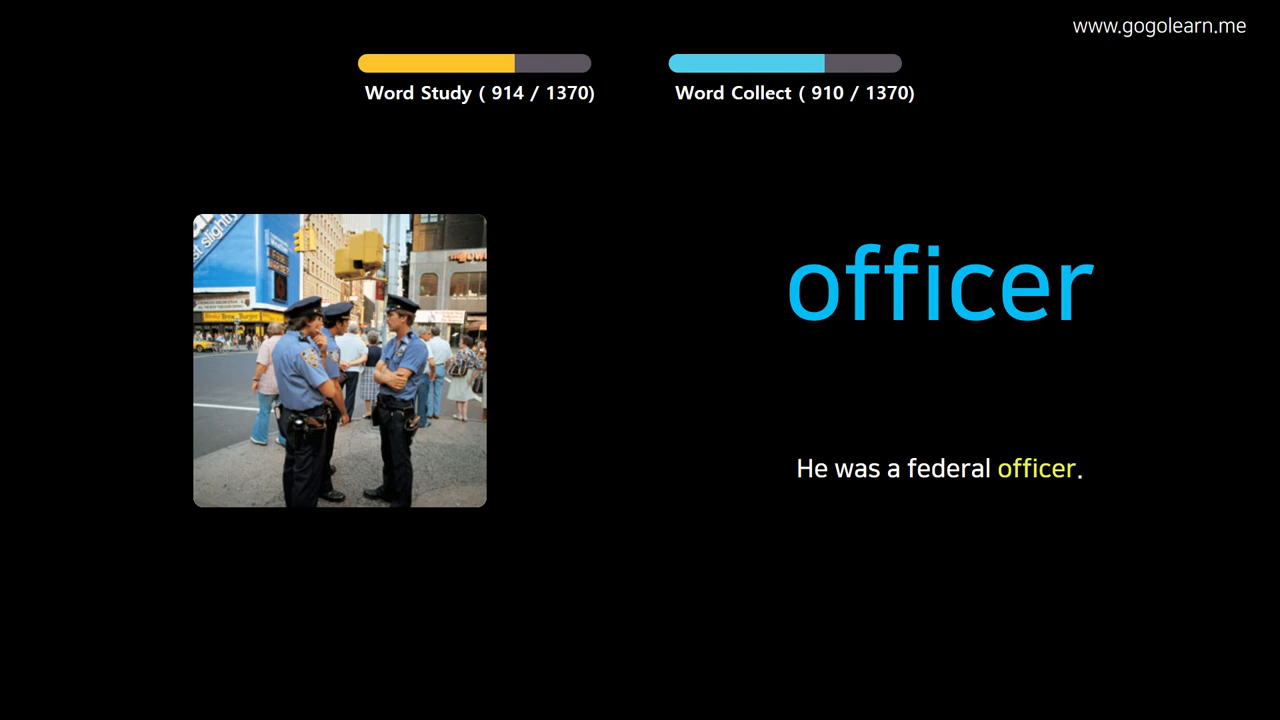 www.gogolearn.me
Word Study ( 914 / 1370)
Word Collect ( 910 / 1370)
officer
He was a federal officer.